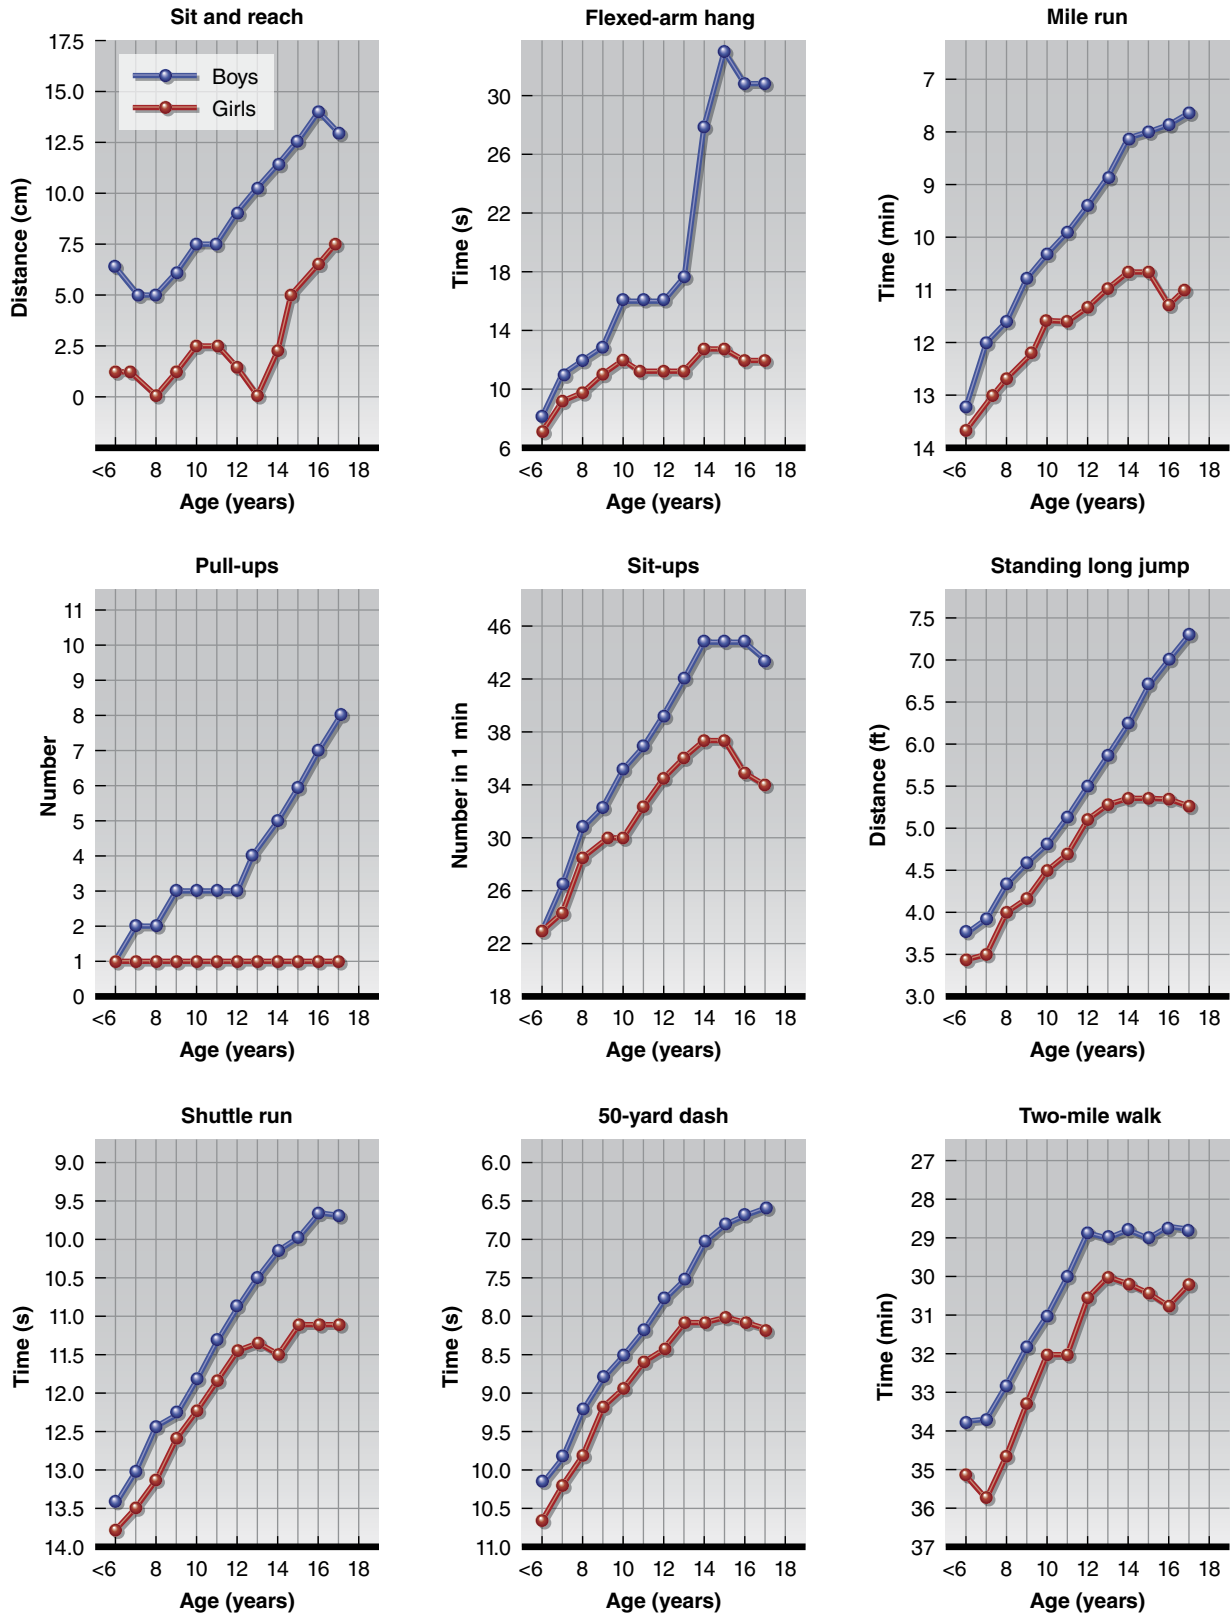 Sit and reach
17.5
15.0
12.5
10.0
7.5
5.0
2.5
0
Distance (cm)
Boys
Girls
<6 8 10 12 14 16 18
Age (years)
Flexed-arm hang
30
26
22
18
14
10
6
Time (s)
<6 8 10 12 14 16 18
Age (years)
Mile run
7
8
9
10
11
12
13
14
Time (min)
<6 8 10 12 14 16 18
Age (years)
Pull-ups
11
10
9
8
7
6
5
4
3
2
1
0
Number
<6 8 10 12 14 16 18
Age (years)
Sit-ups
46
42
38
34
30
26
22
18
Number in 1 min
<6 8 10 12 14 16 18
Age (years)
Standing long jump
7.5
7.0
6.5
6.0
5.5
5.0
4.5
4.0
3.5
3.0
Distance (ft)
<6 8 10 12 14 16 18
Age (years)
Shuttle run
9.0
9.5
10.0
10.5
11.0
11.5
12.0
12.5
13.0
13.5
14.0
Time (s)
<6 8 10 12 14 16 18
Age (years)
50-yard dash
6.0
6.5
7.0
7.5
8.0
8.5
9.0
9.5
10.0
10.5
11.0
Time (s)
<6 8 10 12 14 16 18
Age (years)
Two-mile walk
27
28
29
30
31
32
33
34
35
36
37
Time (min)
<6 8 10 12 14 16 18
Age (years)